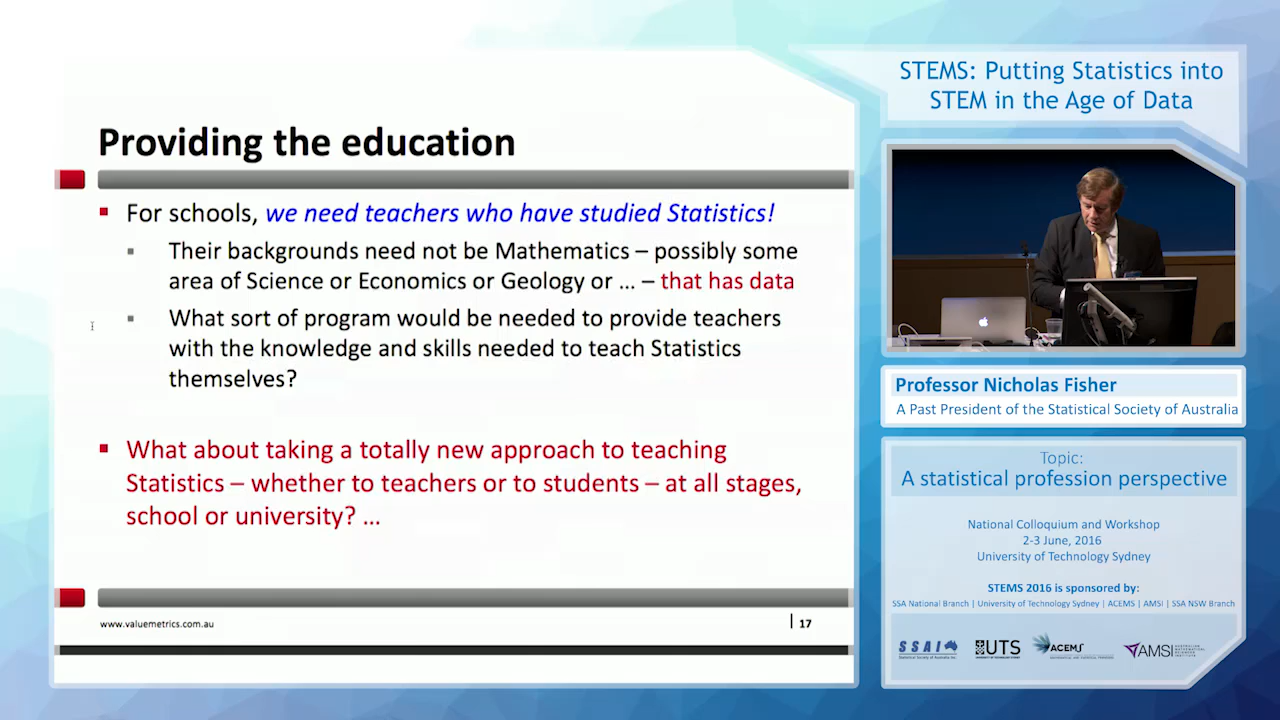 Providing the education
For schools, we need teachers who have studied Statistics!
Their backgrounds need not be Mathematics – possibly some
area of Science or Economics or Geology or ... – that has data
What sort of program would be needed to provide teachers
with the knowledge and skills needed to teach Statistics
themselves?
What about taking a totally new approach to teaching
Statistics – whether to teachers or to students – at all stages,
school or university? ...
www.valuemetrics.com.au
17
STEMS: Putting Statistics into
STEM in the Age of Data
Professor Nicholas Fisher
A Past President of the Statistical Society of Australia
Topic:
A statistical profession perspective
National Colloquium and Workshop
2-3 June, 2016
University of Technology Sydney
STEMS 2016 is sponsored by:
SSA National Branch | University of Technology Sydney | ACEMS | AMSI | SSA NSW Branch
SSAI
UTS
ACEMS
AMSI